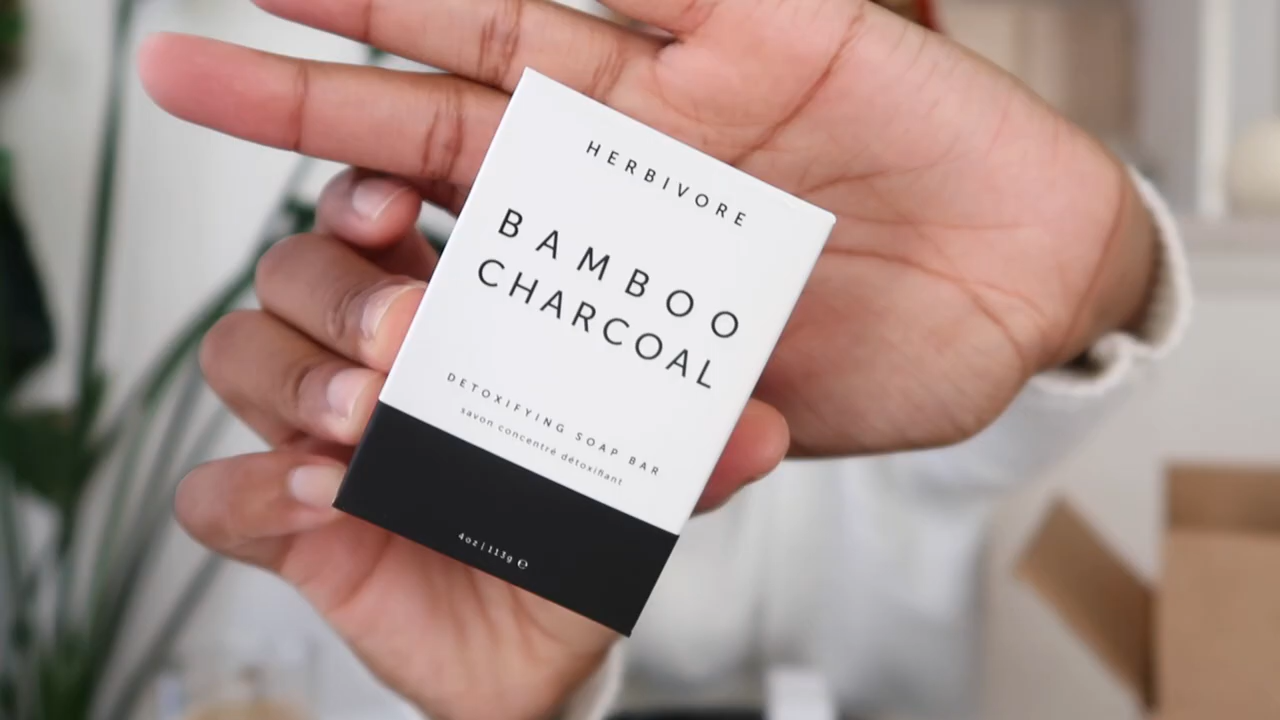 HERBIVORE
BAMBOO
CHARCOAL
DETOXIFYING SOAP BAR
savon concentré détoxifiant
4oz | 113g ℮